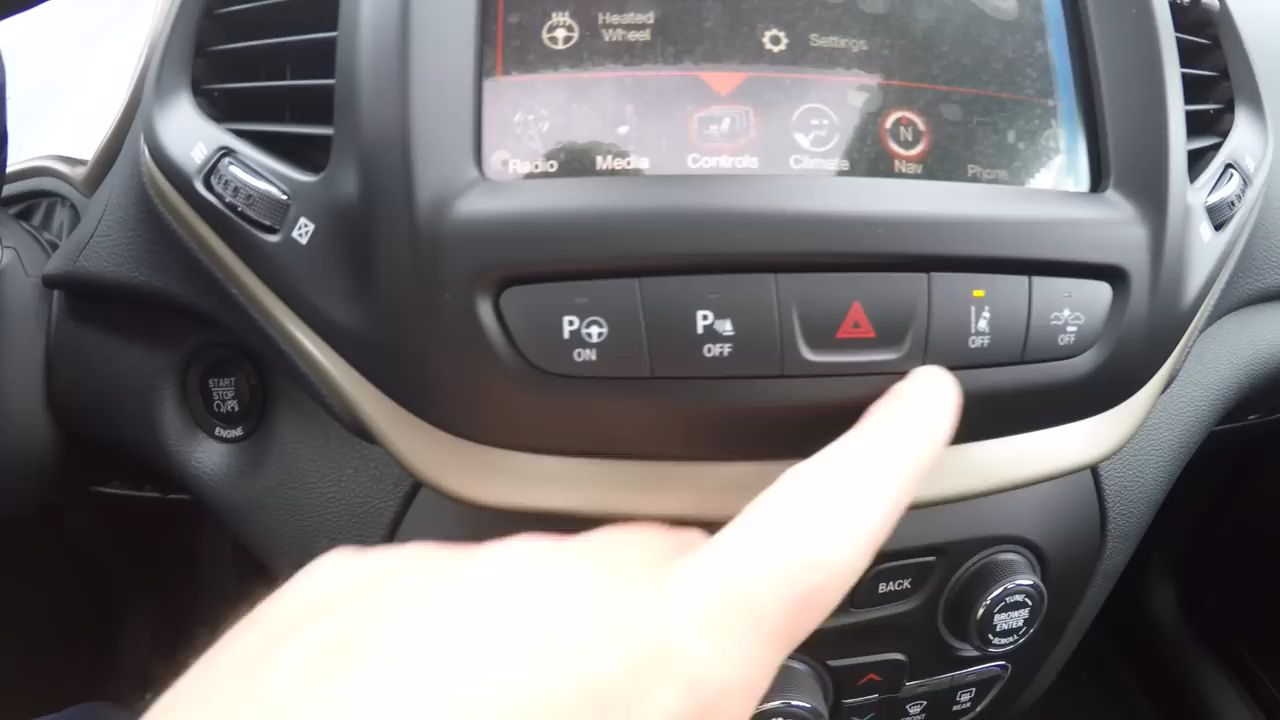 Heated
Wheel
Settings
Radio
Media
Controls
Climate
N
Nav
Phone
P
ON
P
OFF
OFF
OFF
START
STOP
ENGINE
BACK
TUNE
BROWSE
ENTER
SCROLL
FRONT
REAR